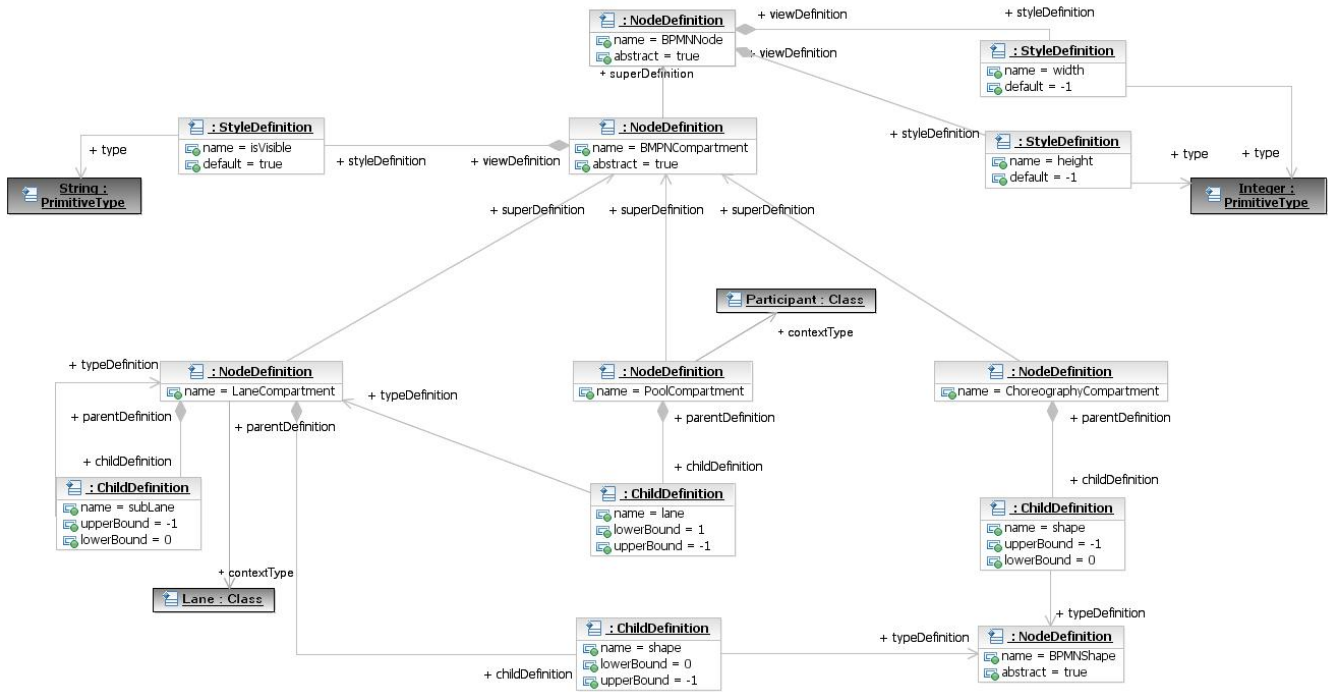 : NodeDefinition
name = BPMNNode
abstract = true
+ viewDefinition
+ styleDefinition
+ viewDefinition
+ superDefinition
: StyleDefinition
name = width
default = -1
: StyleDefinition
name = isVisible
default = true
+ type
+ styleDefinition
+ viewDefinition
: NodeDefinition
name = BMPNCompartment
abstract = true
+ styleDefinition
: StyleDefinition
name = height
default = -1
+ type
+ type
String :
PrimitiveType
Integer :
PrimitiveType
+ superDefinition
+ superDefinition
+ superDefinition
Participant : Class
+ contextType
+ typeDefinition
: NodeDefinition
name = LaneCompartment
: NodeDefinition
name = PoolCompartment
: NodeDefinition
name = ChoreographyCompartment
+ typeDefinition
+ parentDefinition
+ parentDefinition
+ parentDefinition
+ parentDefinition
+ childDefinition
+ childDefinition
+ childDefinition
: ChildDefinition
name = subLane
upperBound = -1
lowerBound = 0
: ChildDefinition
name = lane
lowerBound = 1
upperBound = -1
: ChildDefinition
name = shape
upperBound = -1
lowerBound = 0
+ contextType
Lane : Class
+ typeDefinition
: ChildDefinition
name = shape
lowerBound = 0
upperBound = -1
+ childDefinition
+ typeDefinition
: NodeDefinition
name = BPMNShape
abstract = true